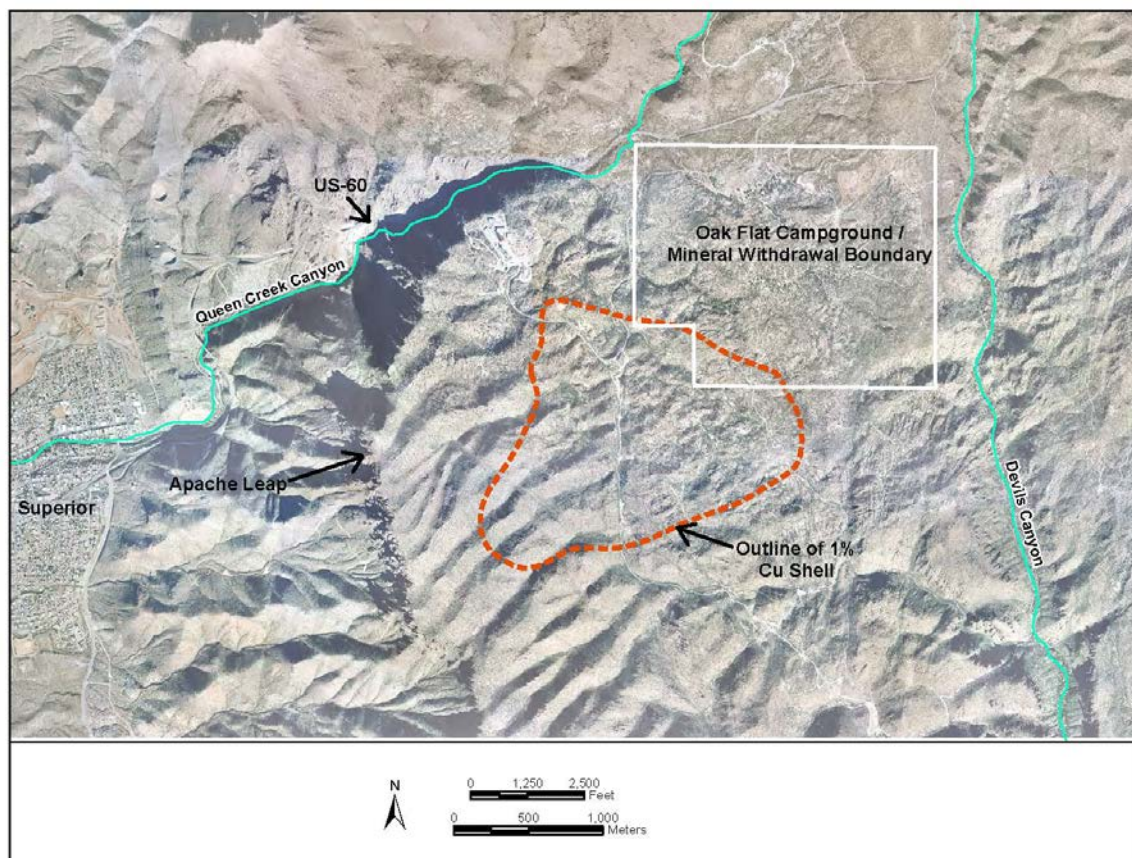 US-60
Oak Flat Campground /
Mineral Withdrawal Boundary
Queen Creek Canyon
Apache Leap
Superior
Devils Canyon
Outline of 1%
Cu Shell
N
0 1,250 2,500
Feet
0 500 1,000
Meters